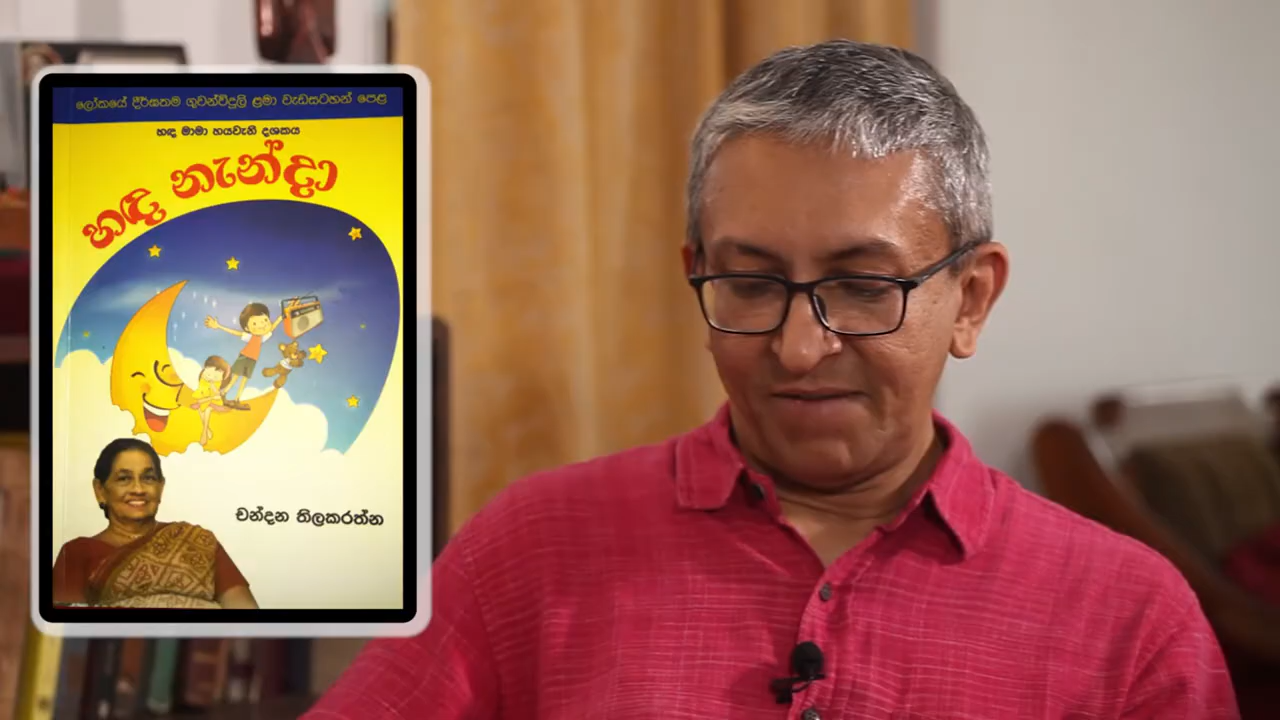 ලෝකයේ දීර්ඝතම ගුවන්විදුලි ළමා වැඩසටහන් පෙළ
හඳ මාමා හයවැනි දශකය
හඳ නැන්දා
චන්දන තිලකරත්න